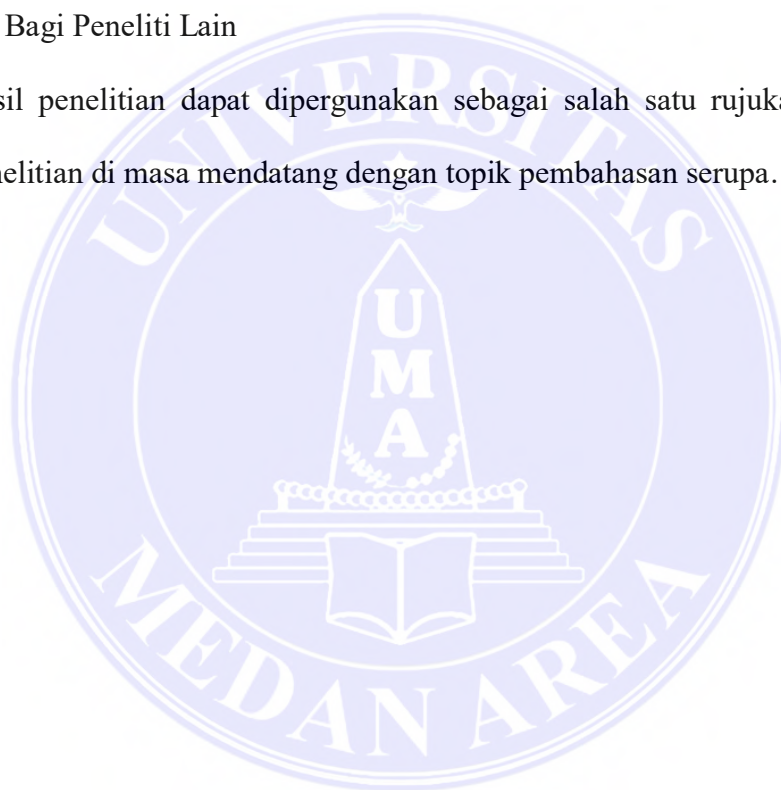 Bagi Peneliti Lain
sil penelitian dapat dipergunakan sebagai salah satu rujuka
nelitian di masa mendatang dengan topik pembahasan serupa.
UNIVERSITAS
U
M
A
MEDAN AREA